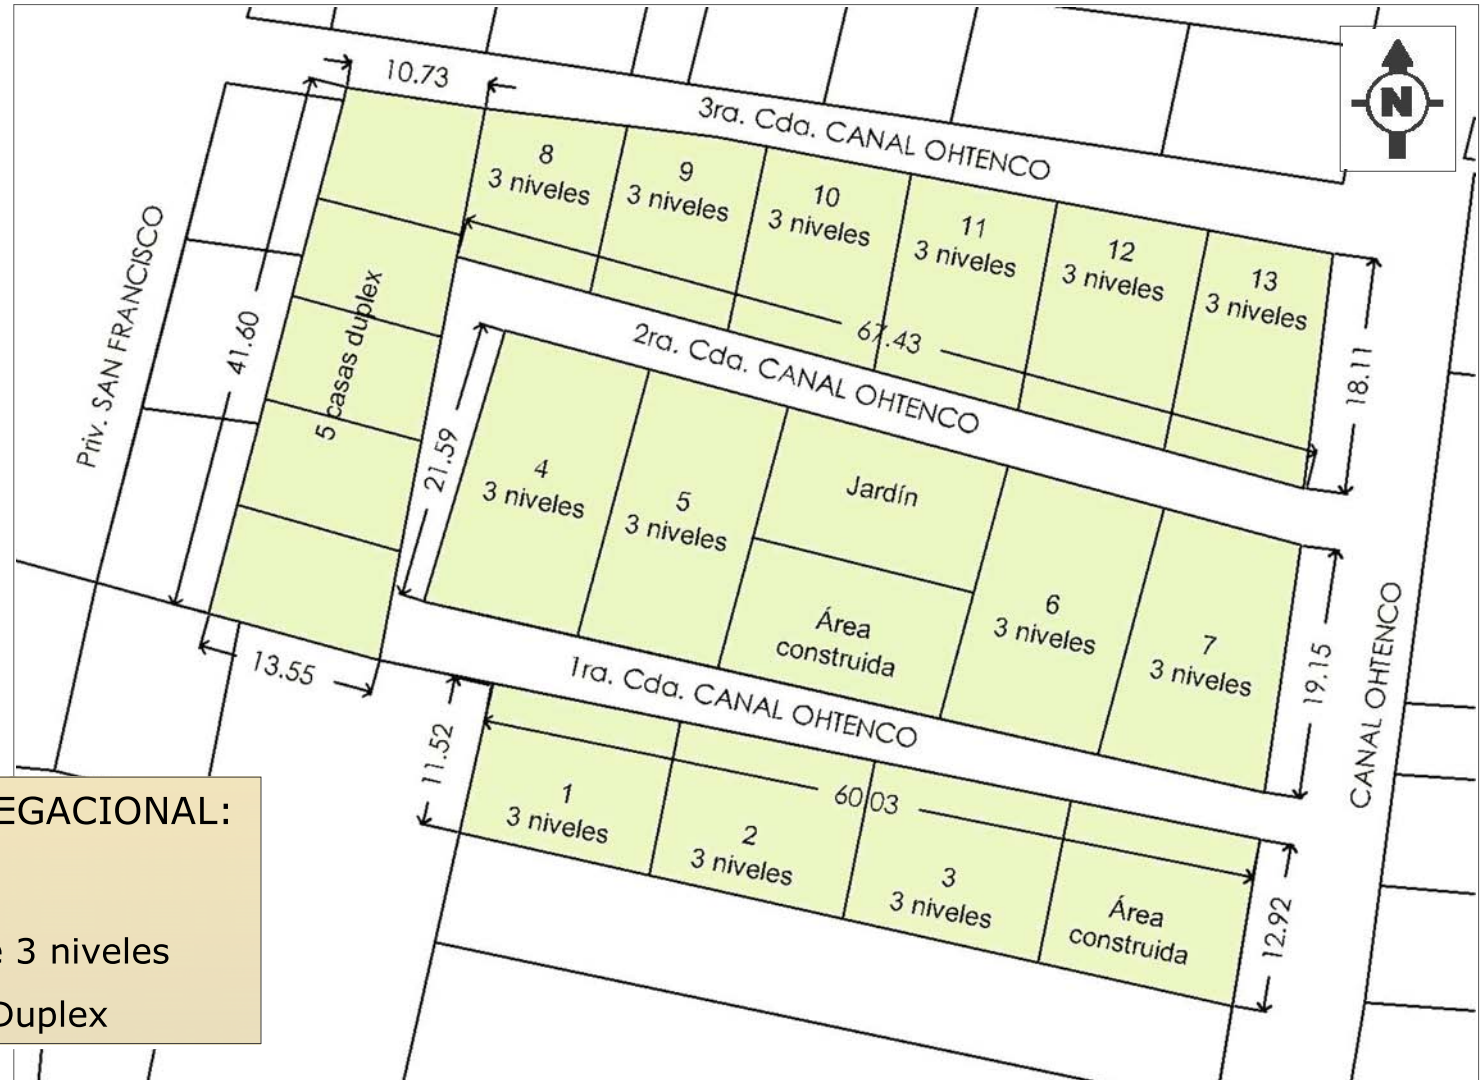 10.73
N
3ra. Cda. CANAL OHTENCO
8
3 niveles
9
3 niveles
10
3 niveles
11
3 niveles
12
3 niveles
13
3 niveles
Priv. SAN FRANCISCO
41.60
5 casas duplex
67.43
18.11
2ra. Cda. CANAL OHTENCO
21.59
4
3 niveles
5
3 niveles
Jardín
Área
construida
6
3 niveles
7
3 niveles
19.15
CANAL OHTENCO
13.55
1ra. Cda. CANAL OHTENCO
11.52
60.03
1
3 niveles
2
3 niveles
3
3 niveles
Área
construida
12.92
EGACIONAL:
e 3 niveles
Duplex